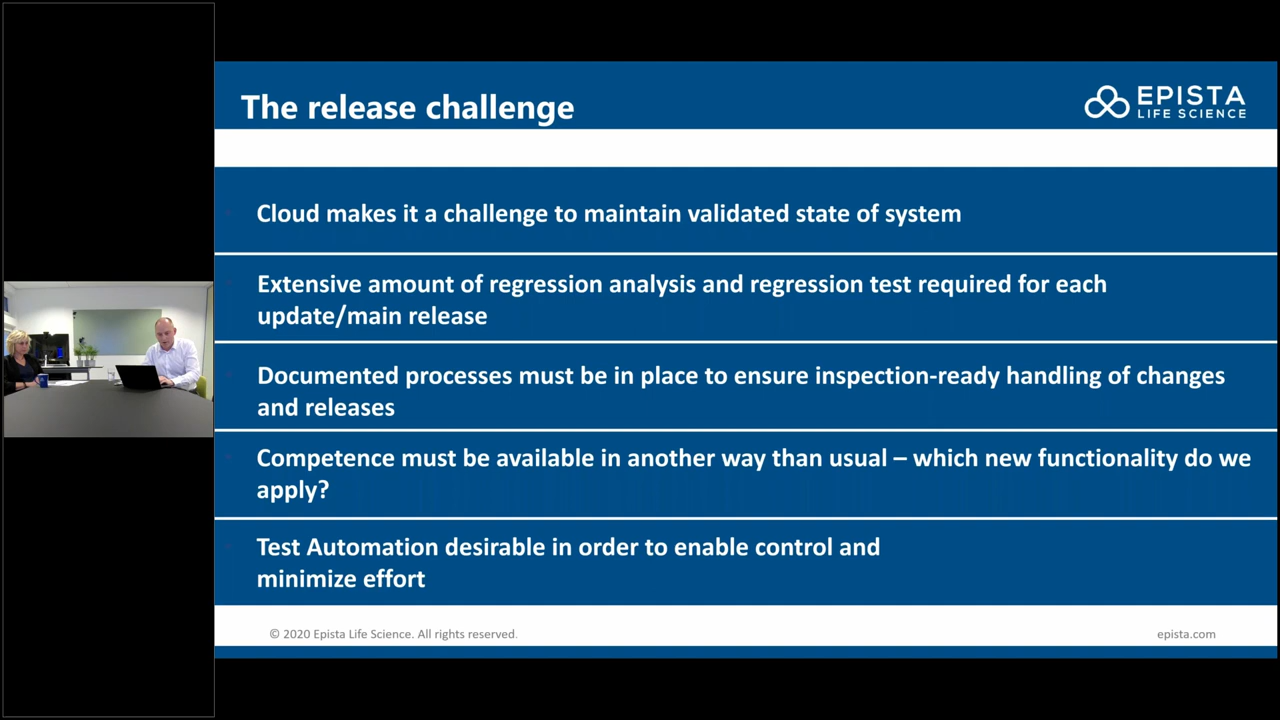 The release challenge
EPISTA
LIFE SCIENCE
Cloud makes it a challenge to maintain validated state of system
Extensive amount of regression analysis and regression test required for each
update/main release
Documented processes must be in place to ensure inspection-ready handling of changes
and releases
Competence must be available in another way than usual – which new functionality do we
apply?
Test Automation desirable in order to enable control and
minimize effort
© 2020 Epista Life Science. All rights reserved.
epista.com